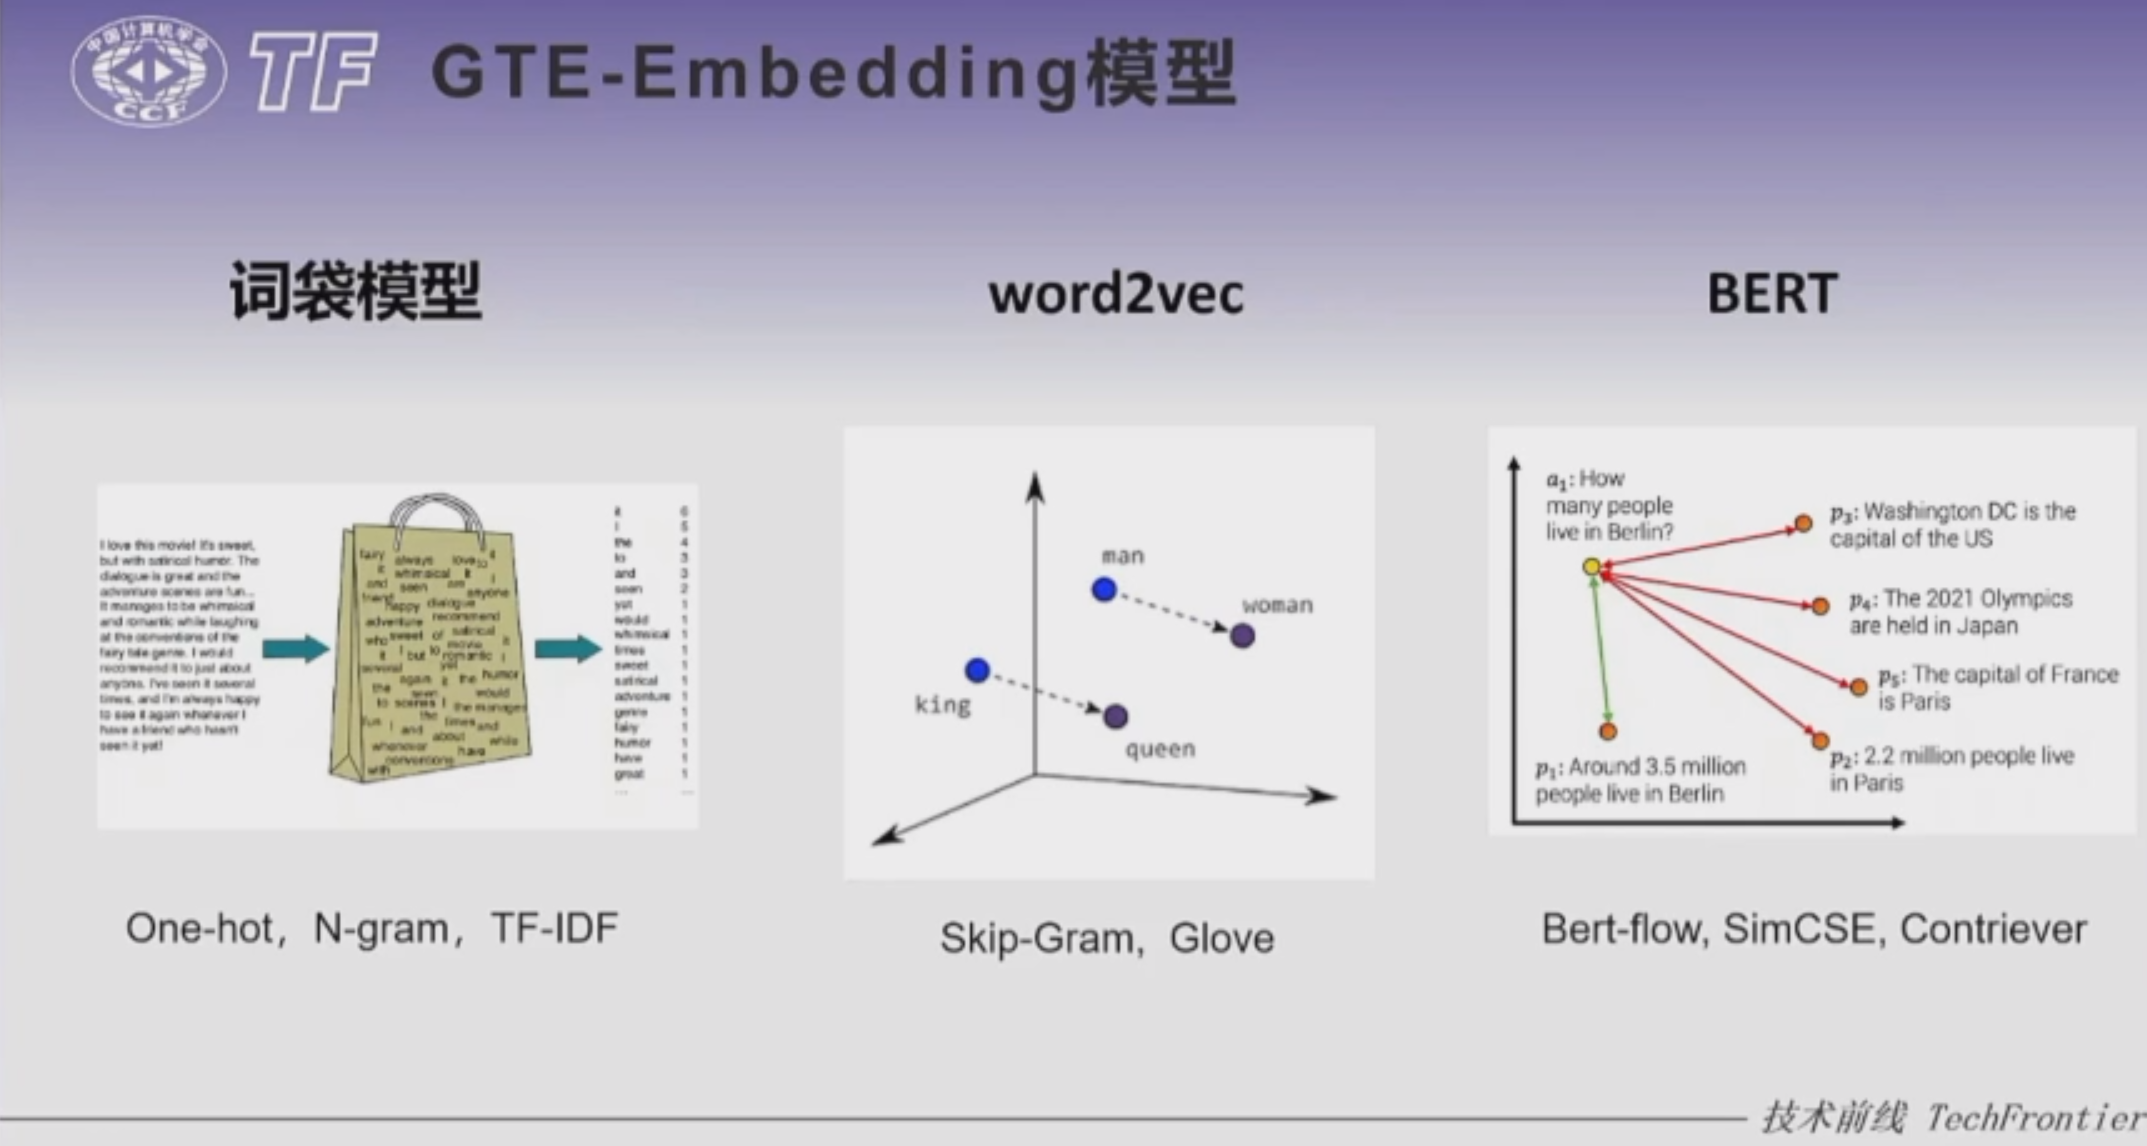 中国计算机学会
CCF
TF
GTE-Embedding模型
词袋模型
word2vec
BERT
I love this movie! It's sweet,
but with satirical humor. The
dialogue is great and the
adventure scenes are fun...
It manages to be whimsical
and romantic while laughing
at the conventions of the
fairy tale genre. I would
recommend it to just about
anyone. I've seen it several
times, and I'm always happy
to see it again whenever I
have a friend who hasn't
seen it yet!
fairy always love to it
it whimsical it I
and seen are anyone
friend happy dialogue
adventure recommend
who sweet of satirical it
it I but to movie romantic I
several yet
again it the humor
the seen would
to scenes I the manages
fun I and the times and
about while
whenever have
conventions
with
it 6
I 5
the 4
to 3
and 3
seen 2
yet 1
would 1
whimsical 1
times 1
sweet 1
satirical 1
adventure 1
genre 1
fairy 1
humor 1
have 1
great 1
... ...
man
woman
king
queen
a₁: How
many people
live in Berlin?
p₃: Washington DC is the
capital of the US
p₄: The 2021 Olympics
are held in Japan
p₅: The capital of France
is Paris
p₂: 2.2 million people live
in Paris
p₁: Around 3.5 million
people live in Berlin
One-hot，N-gram，TF-IDF
Skip-Gram，Glove
Bert-flow, SimCSE, Contriever
技术前线 TechFrontier